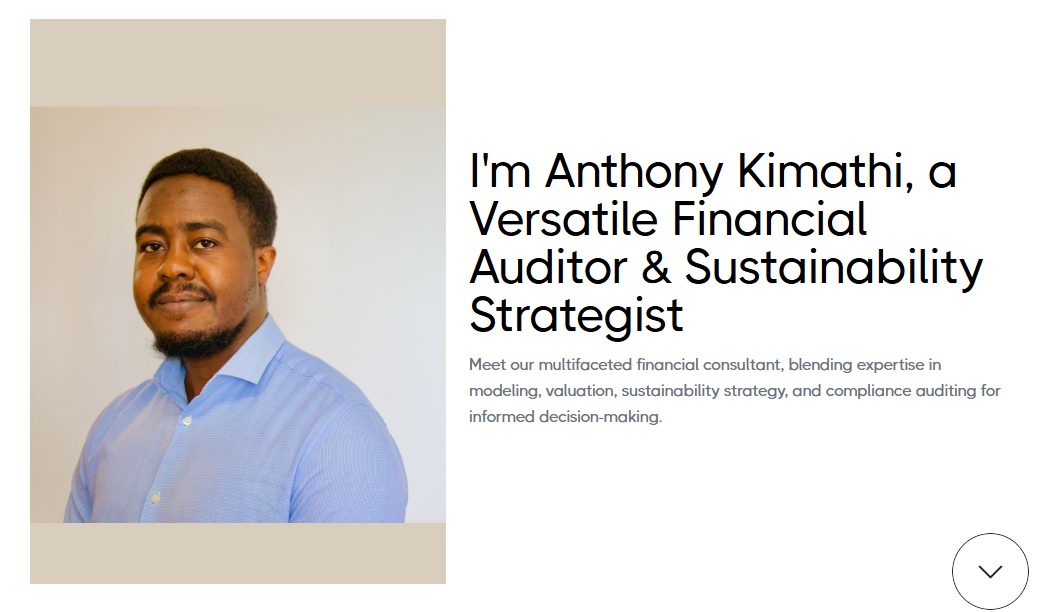 I'm Anthony Kimathi, a
Versatile Financial
Auditor & Sustainability
Strategist
Meet our multifaceted financial consultant, blending expertise in
modeling, valuation, sustainability strategy, and compliance auditing for
informed decision-making.